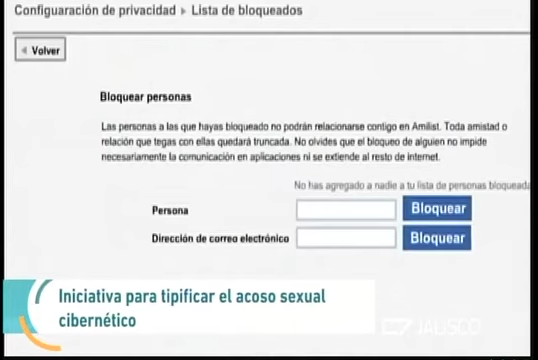 Configuaración de privacidad ▸ Lista de bloqueados
Volver
Bloquear personas
Las personas a las que hayas bloqueado no podrán relacionarse contigo en Amilist. Toda amistad o
relación que tegas con ellas quedará truncada. No olvides que el bloqueo de alguien no impide
necesariamente la comunicación en aplicaciones ni se extiende al resto de internet.
No has agregado a nadie a tu lista de personas bloqueada
Persona Bloquear
Dirección de correo electrónico Bloquear
Iniciativa para tipificar el acoso sexual
cibernético
C7 JALISCO